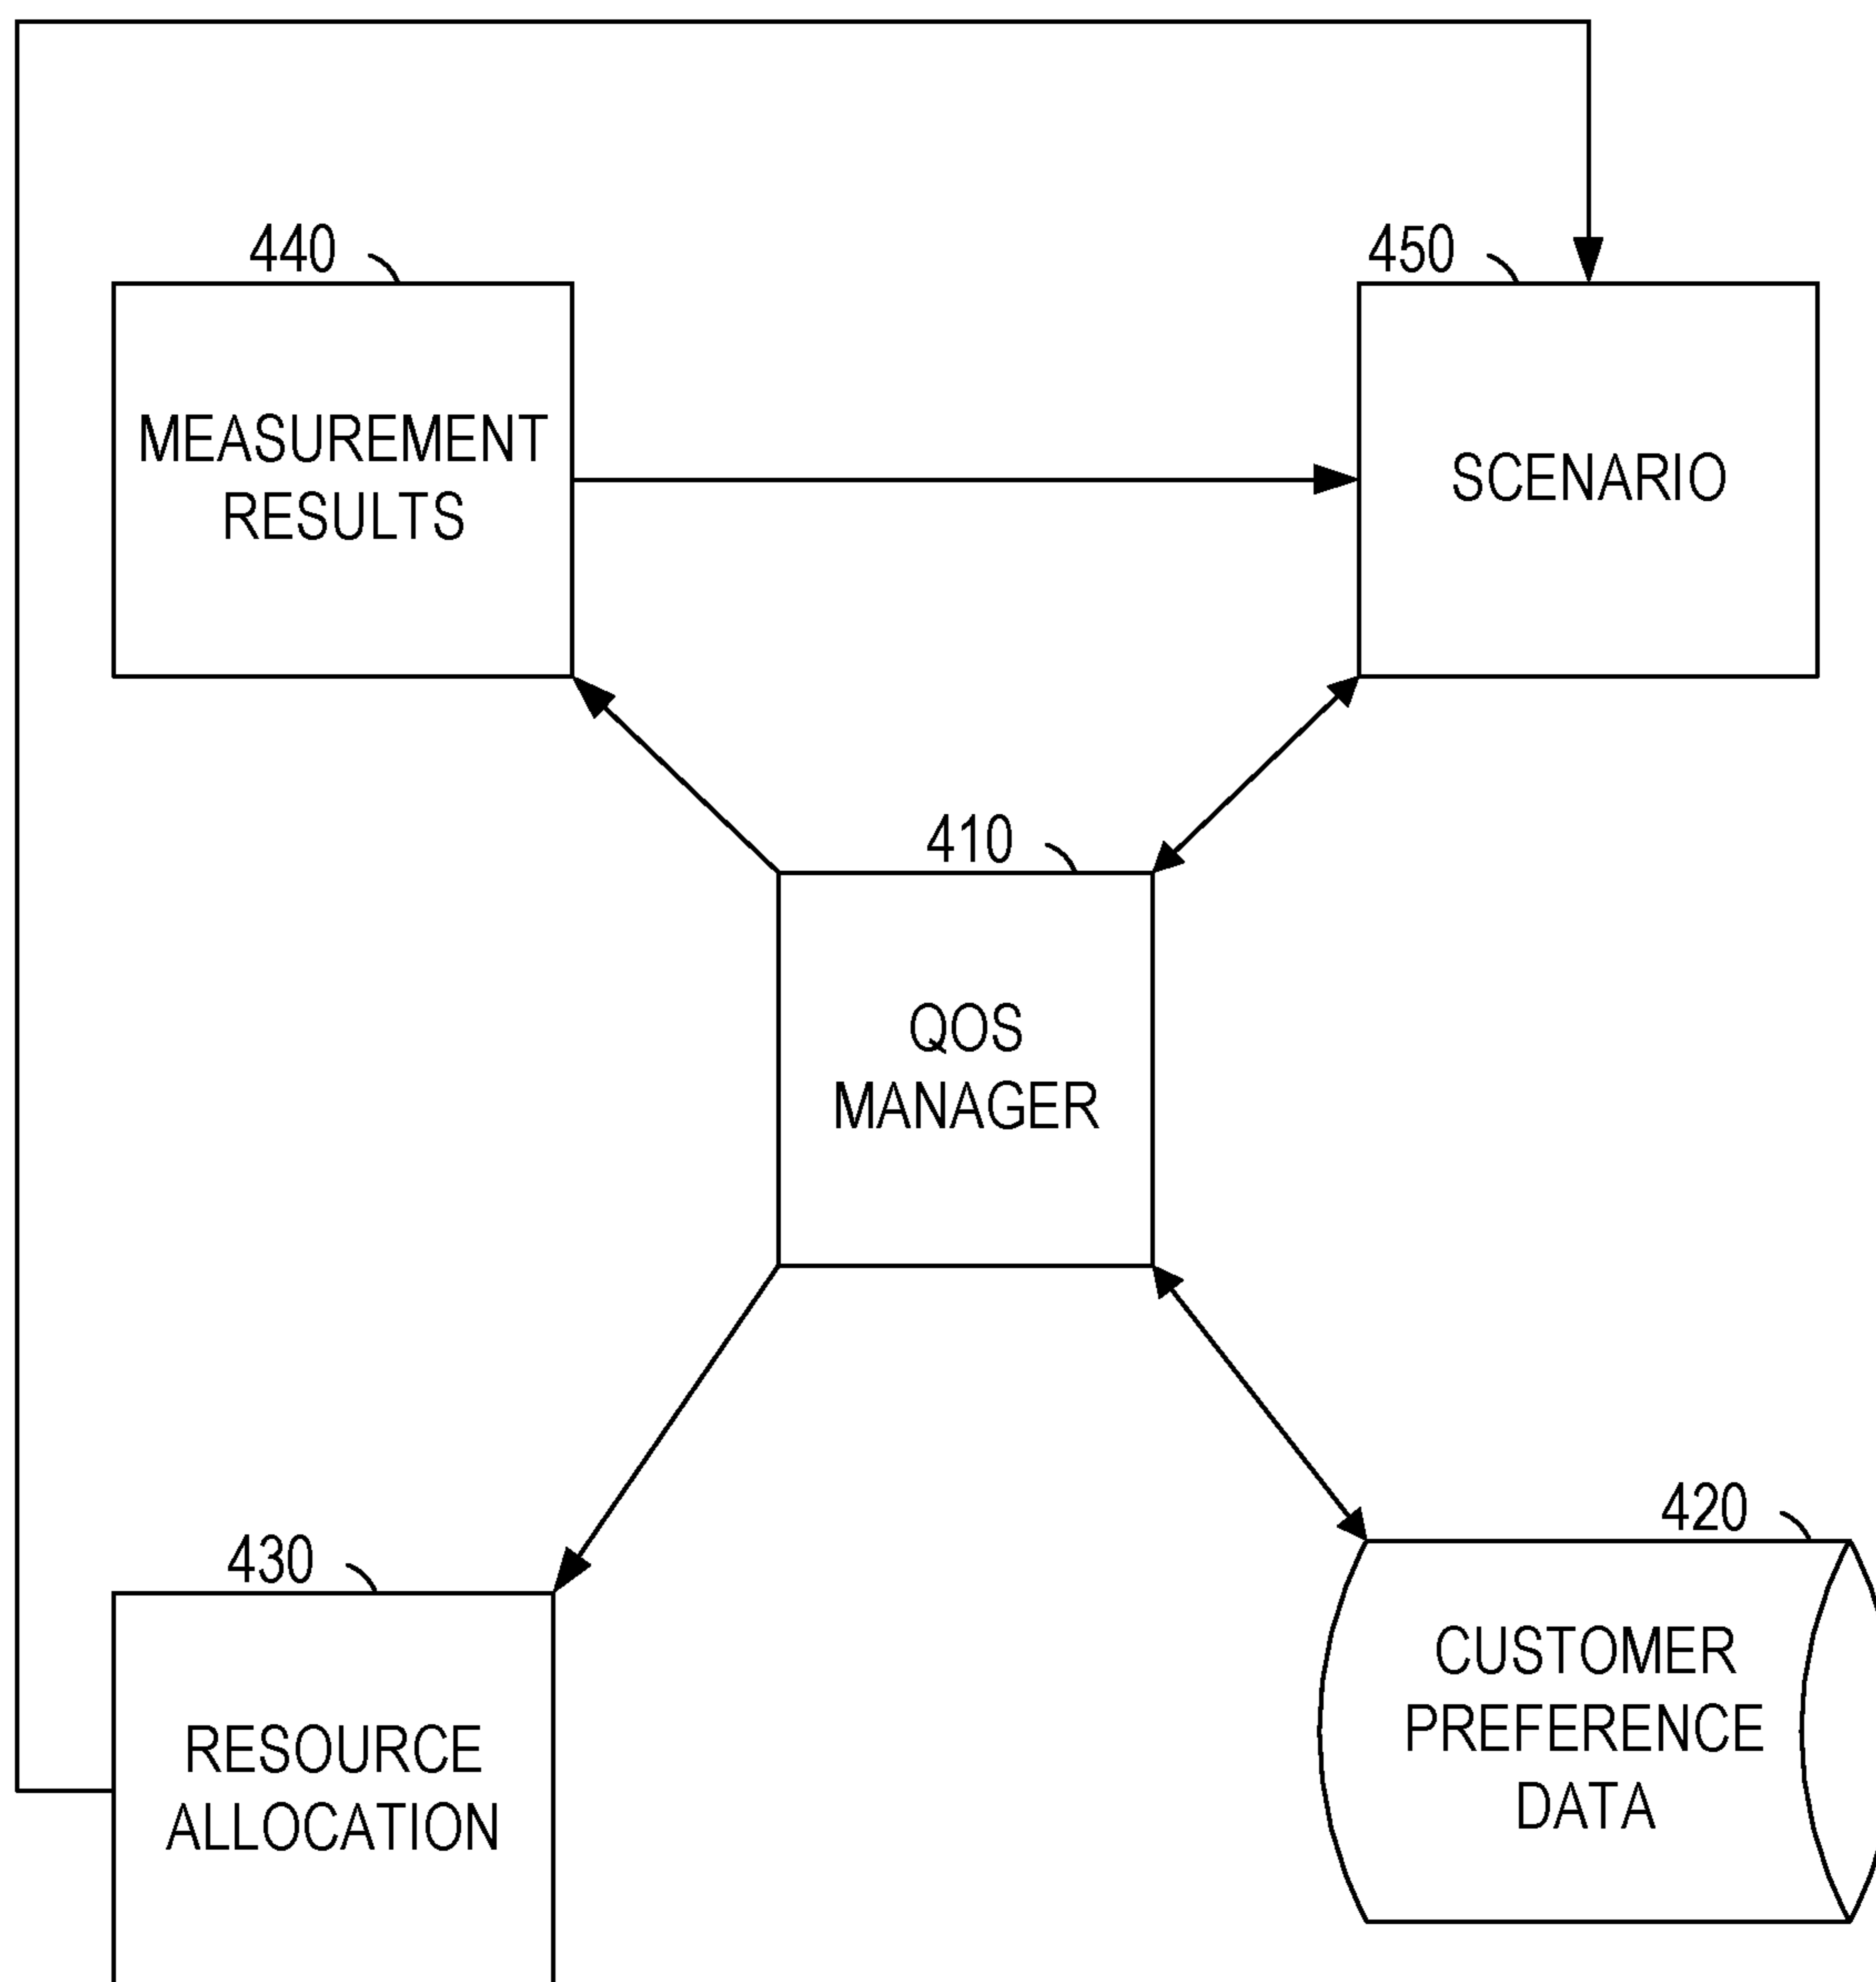 440
MEASUREMENT
RESULTS
450
SCENARIO
410
QOS
MANAGER
430
RESOURCE
ALLOCATION
420
CUSTOMER
PREFERENCE
DATA